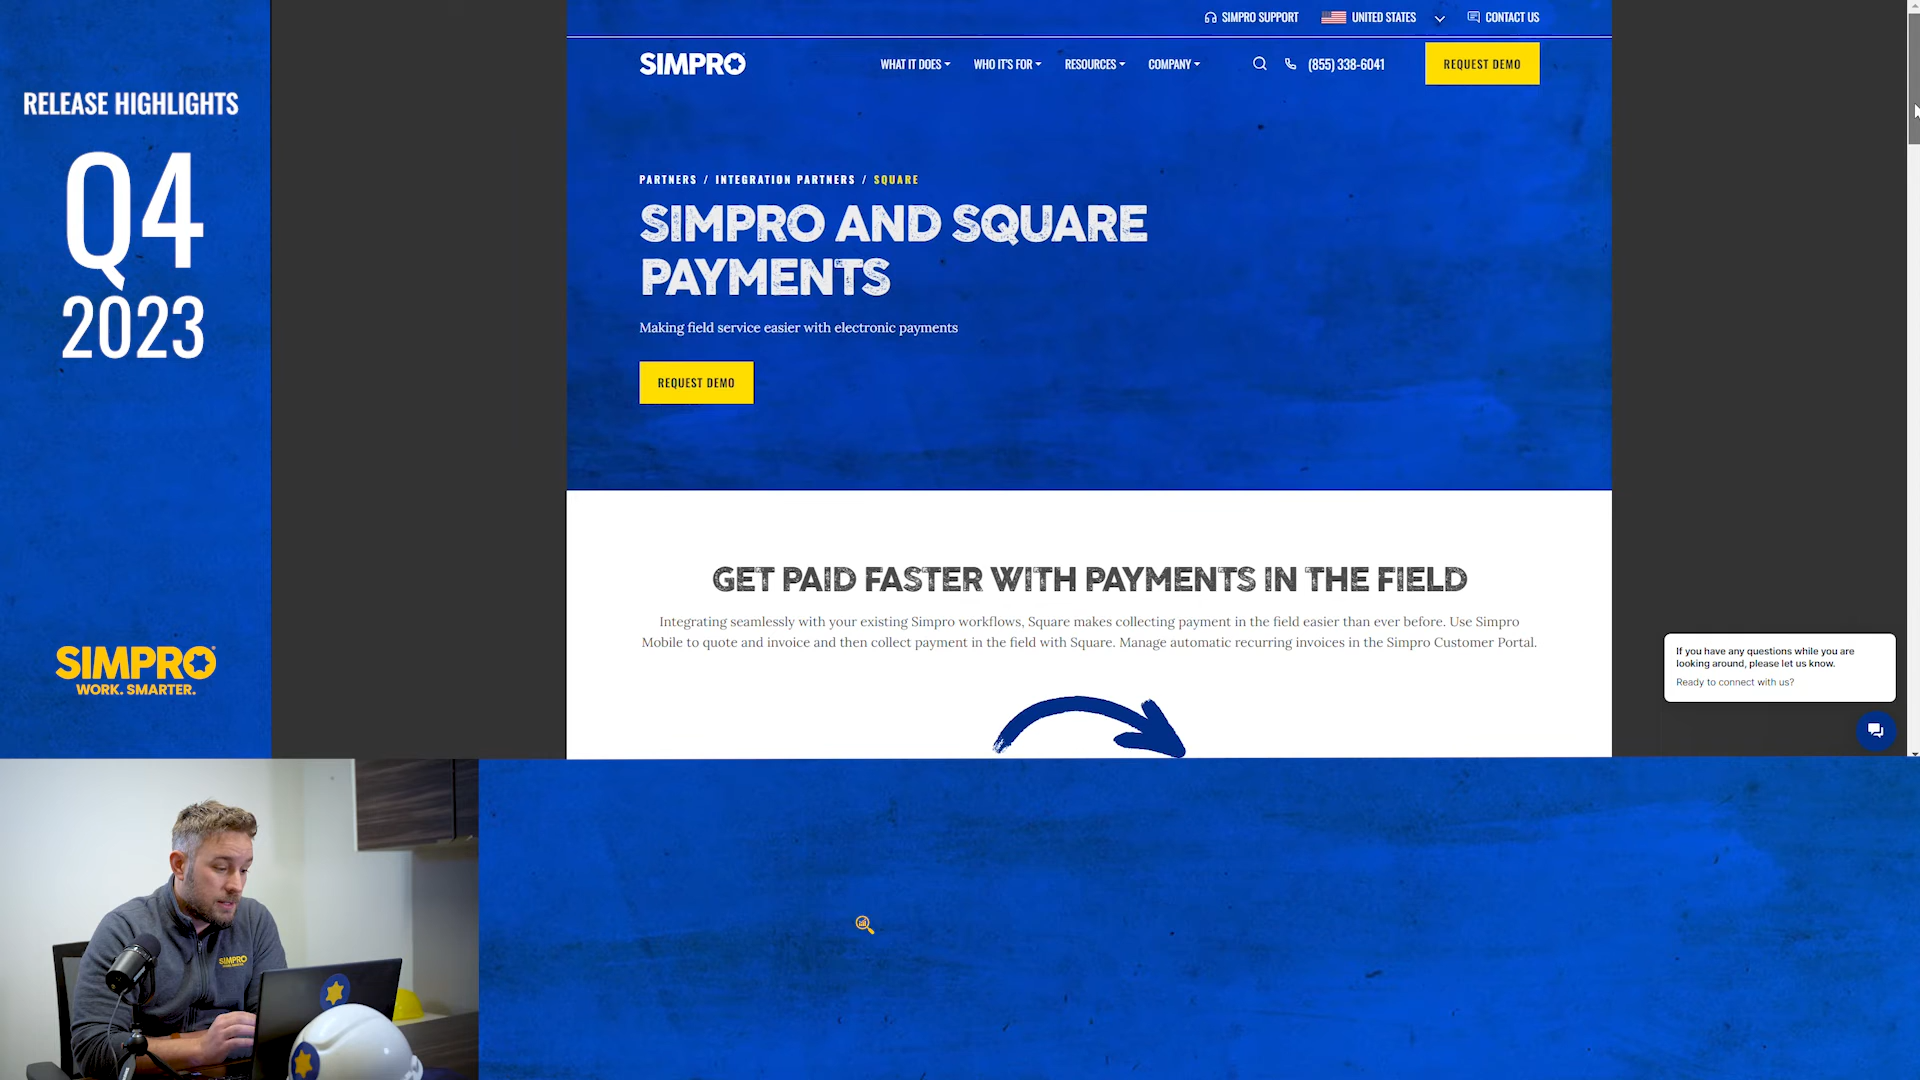 RELEASE HIGHLIGHTS
Q4
2023
SIMPRO
WORK. SMARTER.
SIMPRO SUPPORT
UNITED STATES
CONTACT US
SIMPRO
WHAT IT DOES
WHO IT'S FOR
RESOURCES
COMPANY
(855) 338-6041
REQUEST DEMO
PARTNERS / INTEGRATION PARTNERS / SQUARE
SIMPRO AND SQUARE
PAYMENTS
Making field service easier with electronic payments
REQUEST DEMO
GET PAID FASTER WITH PAYMENTS IN THE FIELD
Integrating seamlessly with your existing Simpro workflows, Square makes collecting payment in the field easier than ever before. Use Simpro
Mobile to quote and invoice and then collect payment in the field with Square. Manage automatic recurring invoices in the Simpro Customer Portal.
If you have any questions while you are
looking around, please let us know.
Ready to connect with us?
SIMPRO